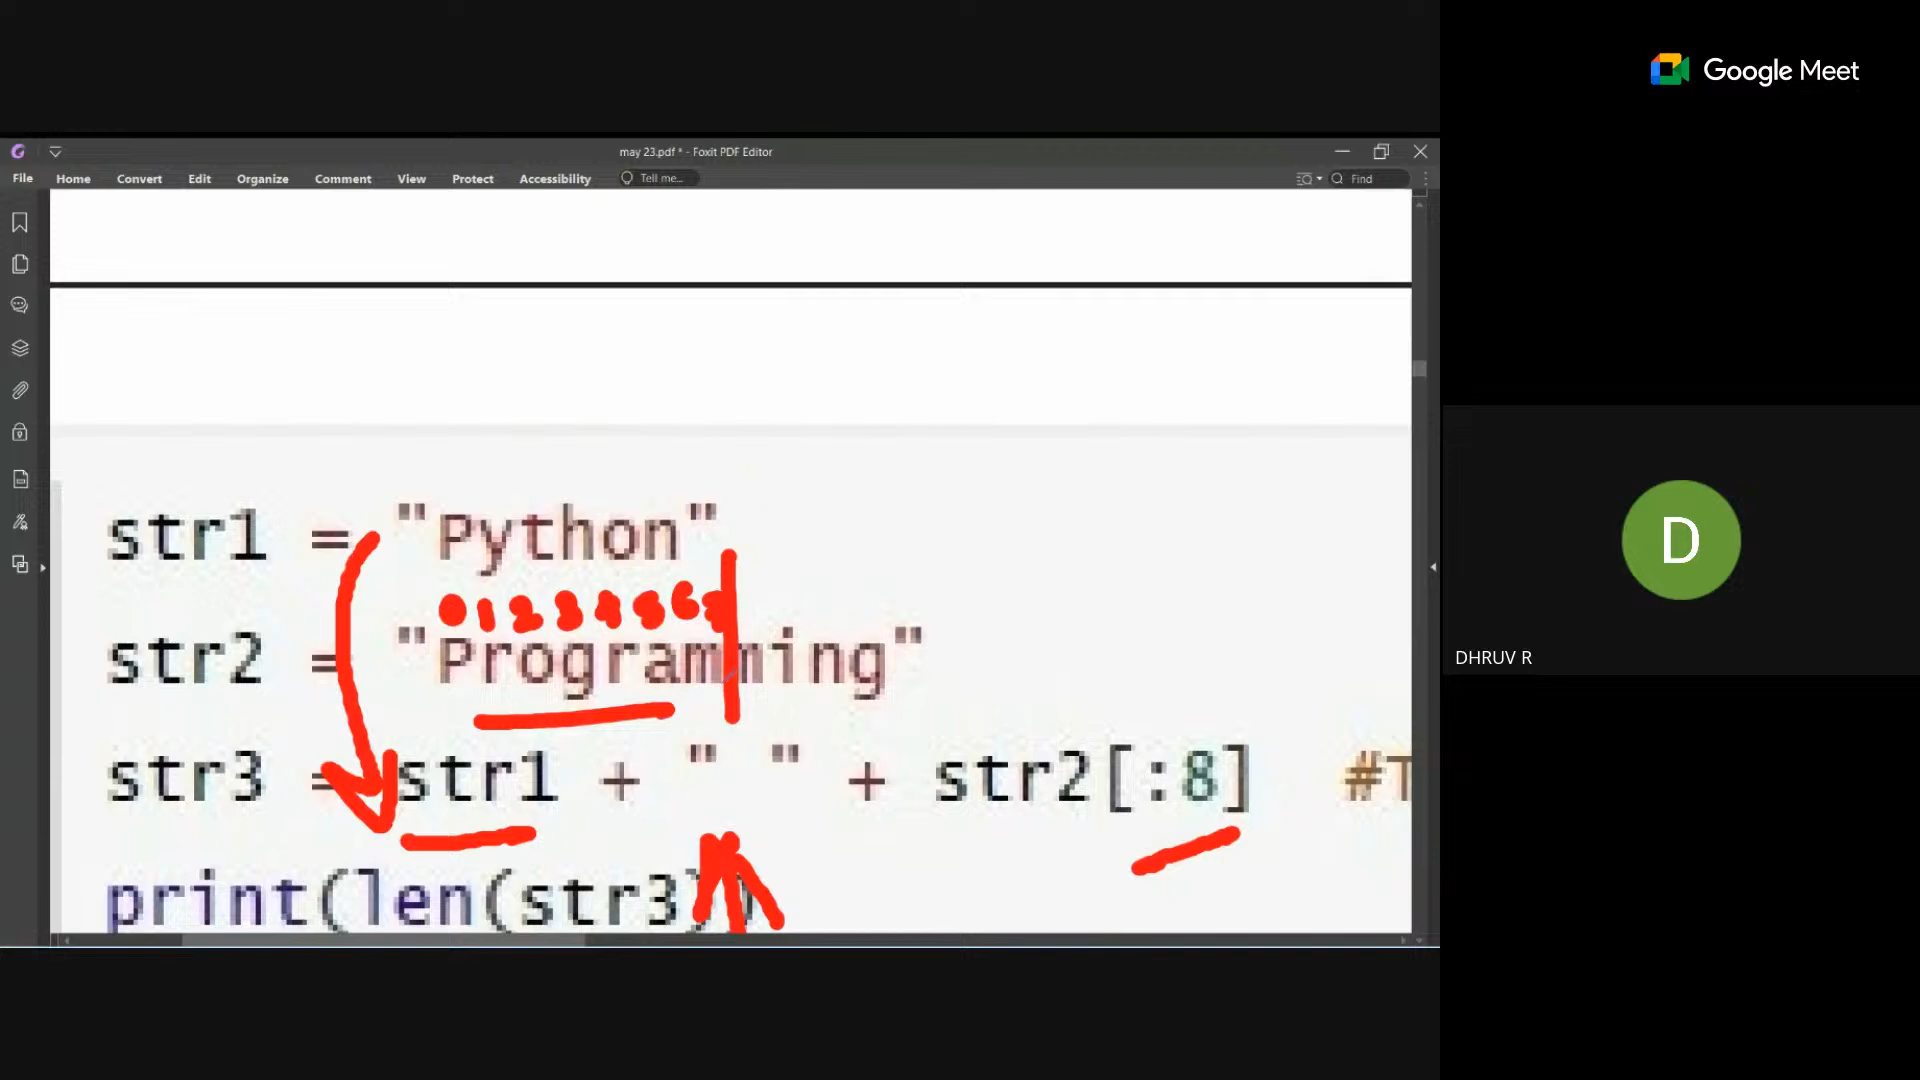 Google Meet
may 23.pdf * - Foxit PDF Editor
File Home Convert Edit Organize Comment View Protect Accessibility Tell me... Find
str1 = "Python"
0 1 2 3 4 5 6 7
str2 = "Programming"
str3 = str1 + " " + str2[:8] #T
print(len(str3))
D
DHRUV R